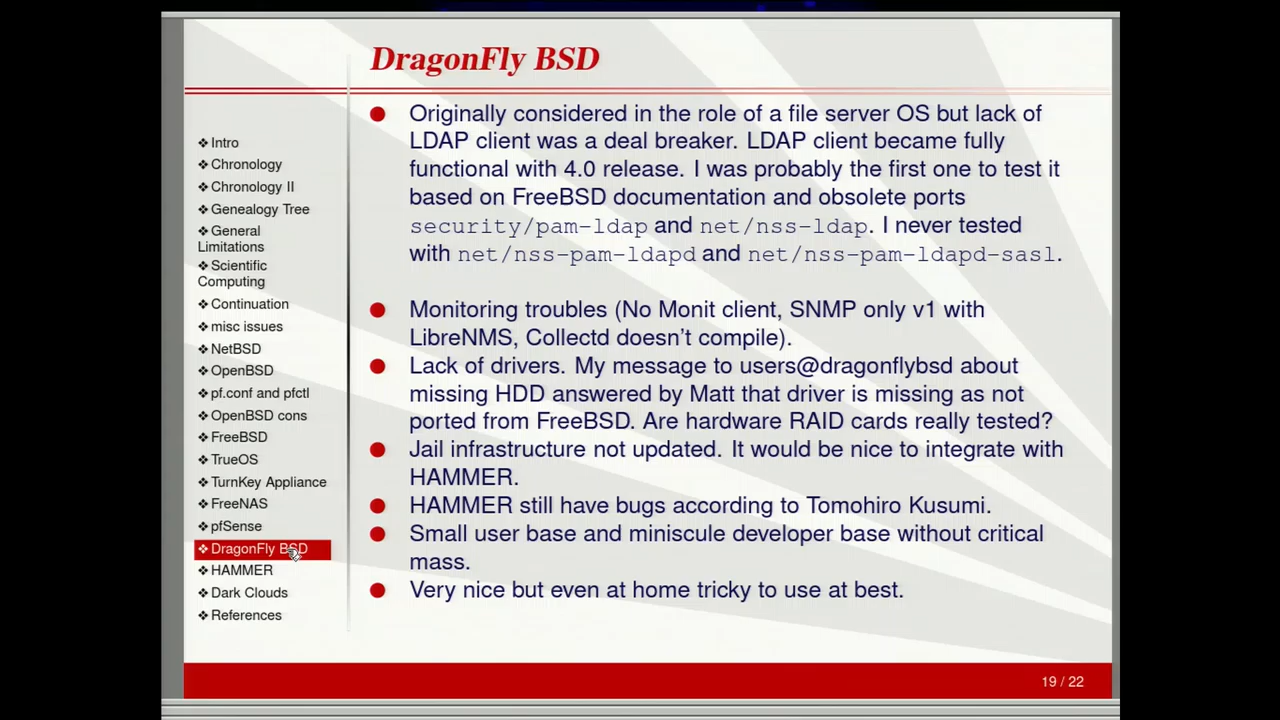 DragonFly BSD
❖ Intro
❖ Chronology
❖ Chronology II
❖ Genealogy Tree
❖ General
Limitations
❖ Scientific
Computing
❖ Continuation
❖ misc issues
❖ NetBSD
❖ OpenBSD
❖ pf.conf and pfctl
❖ OpenBSD cons
❖ FreeBSD
❖ TrueOS
❖ TurnKey Appliance
❖ FreeNAS
❖ pfSense
❖ DragonFly BSD
❖ HAMMER
❖ Dark Clouds
❖ References
● Originally considered in the role of a file server OS but lack of
LDAP client was a deal breaker. LDAP client became fully
functional with 4.0 release. I was probably the first one to test it
based on FreeBSD documentation and obsolete ports
security/pam-ldap and net/nss-ldap. I never tested
with net/nss-pam-ldapd and net/nss-pam-ldapd-sasl.
● Monitoring troubles (No Monit client, SNMP only v1 with
LibreNMS, Collectd doesn't compile).
● Lack of drivers. My message to users@dragonflybsd about
missing HDD answered by Matt that driver is missing as not
ported from FreeBSD. Are hardware RAID cards really tested?
● Jail infrastructure not updated. It would be nice to integrate with
HAMMER.
● HAMMER still have bugs according to Tomohiro Kusumi.
● Small user base and miniscule developer base without critical
mass.
● Very nice but even at home tricky to use at best.
19 / 22